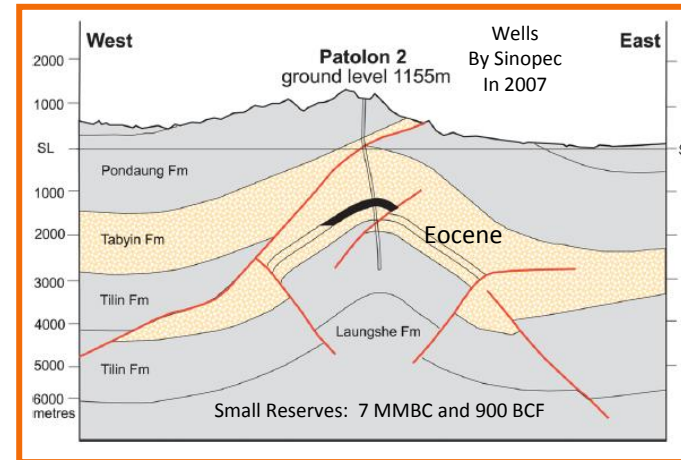 West
Patolon 2
ground level 1155m
Wells
By Sinopec
In 2007
East
2000
1000
SL
1000
2000
3000
4000
5000
6000
metres
Pondaung Fm
Tabyin Fm
Tilin Fm
Tilin Fm
Eocene
Laungshe Fm
Small Reserves: 7 MMBC and 900 BCF